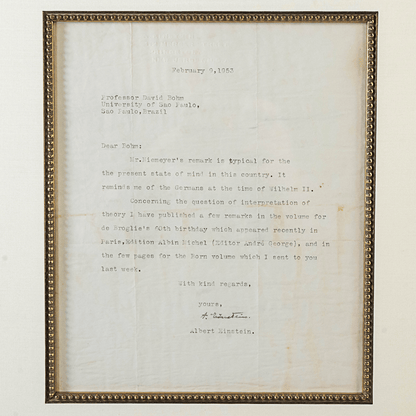 February 9,1953
Professor David Bohm
University of Sao Paulo,
Sao Paulo.Brazil
Dear Bohm:
Mr.Niemeyer's remark is typical for the
the present state of mind in this country. It
reminds me of the Germans at the time of Wilhelm II.
Concerning the question of interpretation of
theory I have published a few remarks in the volume for
de Broglie's 60th birthday which appeared recently in
Paris,Edition Albin Michel (Editor André George), and in
the few pages for the Born volume which I sent to you
last week.
With kind regards,
yours,
A. Einstein.
Albert Einstein.